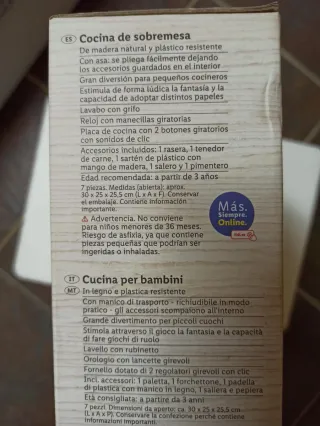 ES Cocina de sobremesa
De madera natural y plástico resistente
Con asa: se pliega fácilmente dejando
los accesorios guardados en el interior
Gran diversión para pequeños cocineros
Estimula de forma lúdica la fantasía y la
capacidad de adoptar distintos papeles
Lavabo con grifo
Reloj con manecillas giratorias
Placa de cocina con 2 botones giratorios
con sonidos de clic
Accesorios incluidos: 1 rasera, 1 tenedor
de carne, 1 sartén de plástico con
mango de madera, 1 salero y 1 pimentero
Edad recomendada: a partir de 3 años
7 piezas. Medidas (abierta): aprox.
30 x 25 x 25,5 cm (L x A x F). Conservar
el embalaje. Contiene información
importante.
Más.
Siempre.
Online.
⚠ Advertencia. No conviene
para niños menores de 36 meses.
Riesgo de asfixia, ya que contiene
piezas pequeñas que podrían ser
ingeridas o inhaladas.
IT Cucina per bambini
MT In legno e plastica resistente
Con manico di trasporto - richiudibile in modo
pratico - gli accessori scompaiono all'interno
Grande divertimento per piccoli cuochi
Stimola attraverso il gioco la fantasia e la capacità
di fare giochi di ruolo
Lavello con rubinetto
Orologio con lancette girevoli
Fornello dotato di 2 regolatori girevoli con clic
Incl. accessori: 1 paletta, 1 forchettone, 1 padella
di plastica con manico in legno, 1 saliera e pepiera
Età consigliata: a partire da 3 anni
7 pezzi. Dimensioni da aperto: ca. 30 x 25 x 25,5 cm
(L x A x P). Conservare la confezione perché contiene
informazioni importanti.